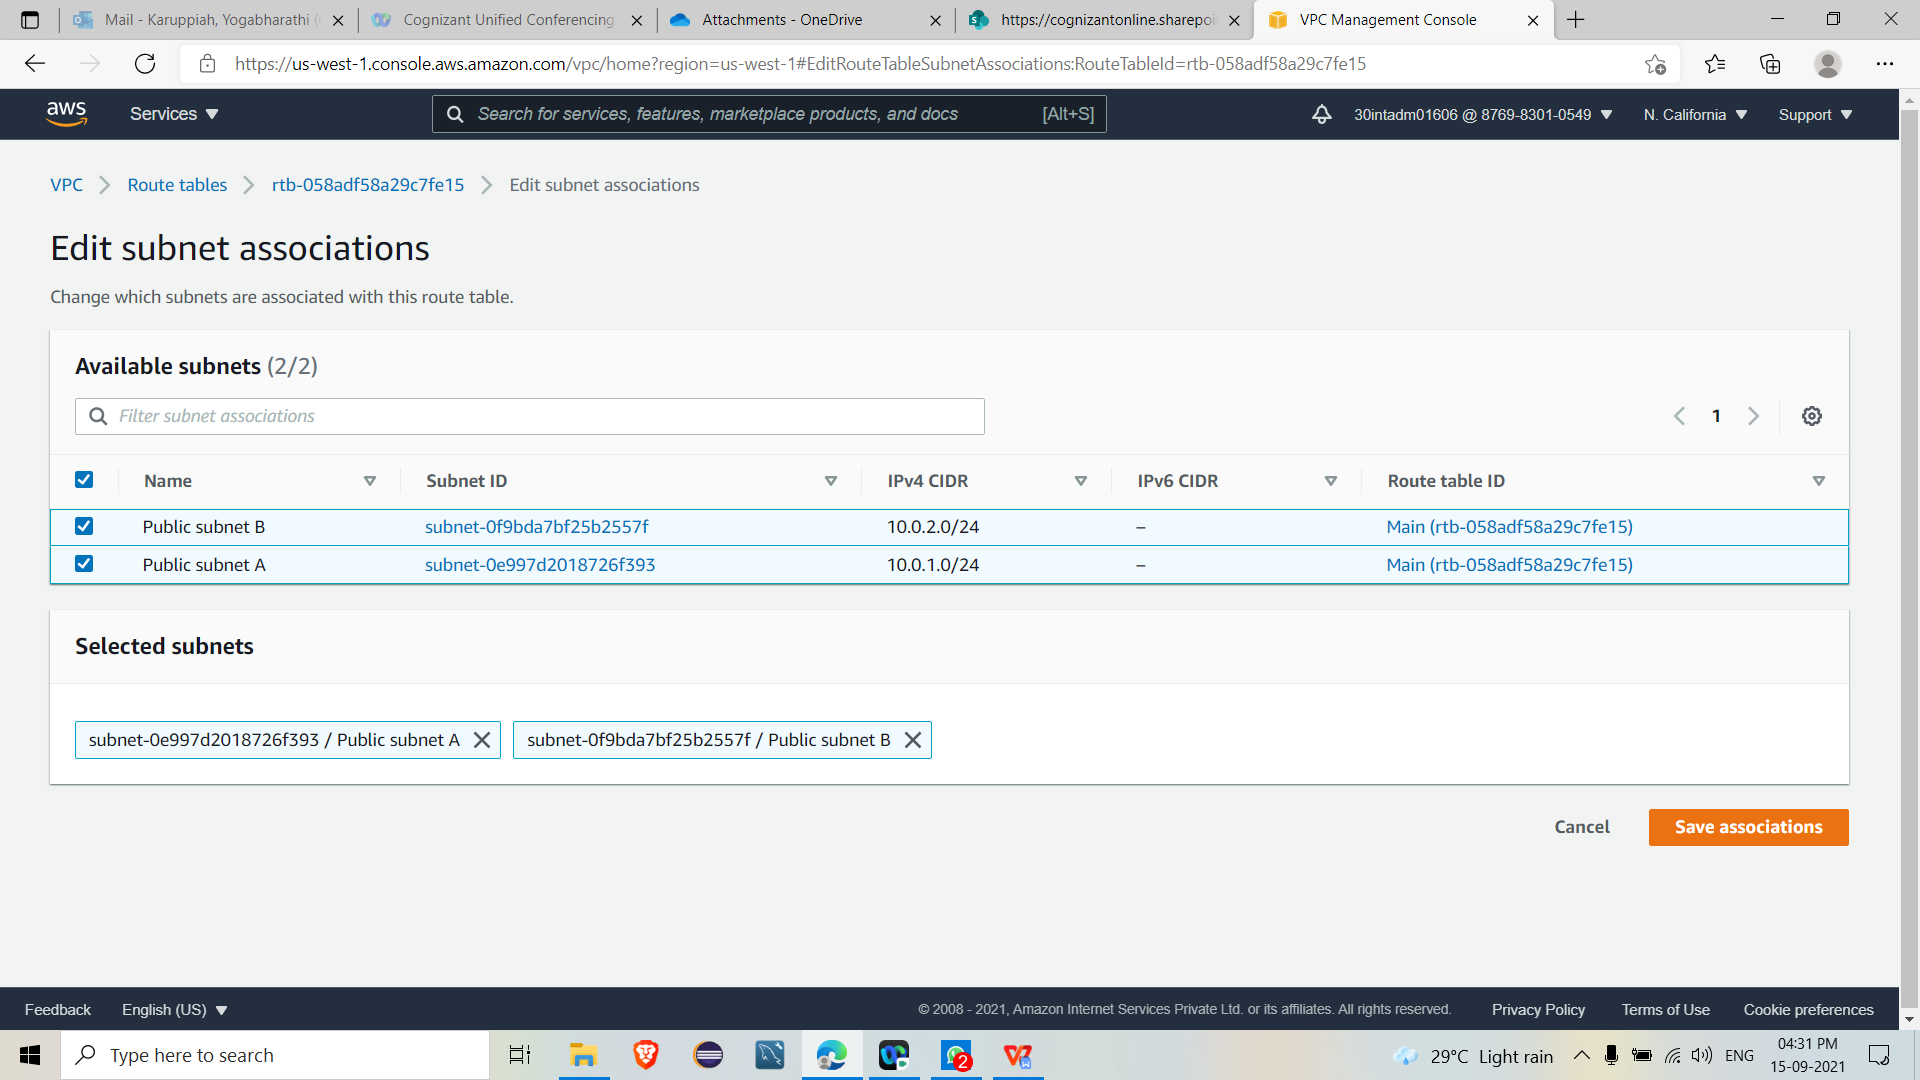 Mail - Karuppiah, Yogabharathi (
Cognizant Unified Conferencing
Attachments - OneDrive
https://cognizantonline.sharepoi
VPC Management Console
https://us-west-1.console.aws.amazon.com/vpc/home?region=us-west-1#EditRouteTableSubnetAssociations:RouteTableId=rtb-058adf58a29c7fe15
aws
Services
Search for services, features, marketplace products, and docs [Alt+S]
30intadm01606 @ 8769-8301-0549
N. California
Support
VPC
Route tables
rtb-058adf58a29c7fe15
Edit subnet associations
Edit subnet associations
Change which subnets are associated with this route table.
Available subnets (2/2)
Filter subnet associations
1
Name Subnet ID IPv4 CIDR IPv6 CIDR Route table ID
Public subnet B subnet-0f9bda7bf25b2557f 10.0.2.0/24 – Main (rtb-058adf58a29c7fe15)
Public subnet A subnet-0e997d2018726f393 10.0.1.0/24 – Main (rtb-058adf58a29c7fe15)
Selected subnets
subnet-0e997d2018726f393 / Public subnet A
subnet-0f9bda7bf25b2557f / Public subnet B
Cancel
Save associations
Feedback
English (US)
© 2008 - 2021, Amazon Internet Services Private Ltd. or its affiliates. All rights reserved.
Privacy Policy
Terms of Use
Cookie preferences
Type here to search
2
29°C Light rain
ENG
04:31 PM
15-09-2021